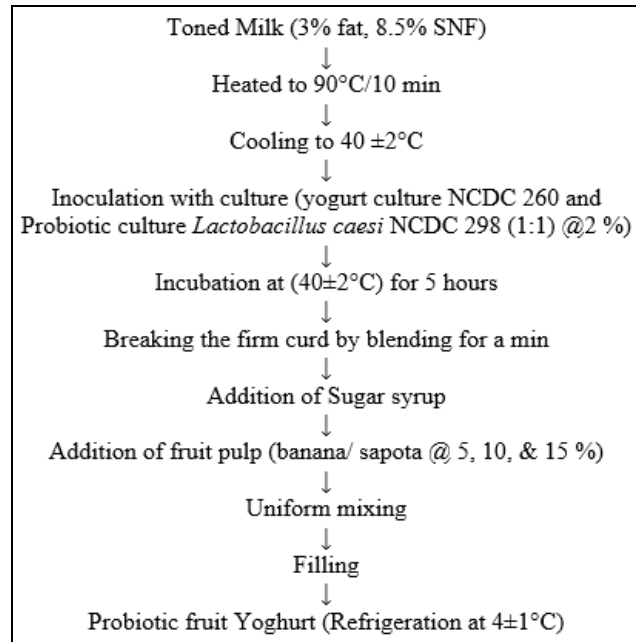 Toned Milk (3% fat, 8.5% SNF)
↓
Heated to 90°C/10 min
↓
Cooling to 40 ±2°C
↓
Inoculation with culture (yogurt culture NCDC 260 and
Probiotic culture Lactobacillus caesi NCDC 298 (1:1) @2 %)
↓
Incubation at (40±2°C) for 5 hours
↓
Breaking the firm curd by blending for a min
↓
Addition of Sugar syrup
↓
Addition of fruit pulp (banana/ sapota @ 5, 10, & 15 %)
↓
Uniform mixing
↓
Filling
↓
Probiotic fruit Yoghurt (Refrigeration at 4±1°C)